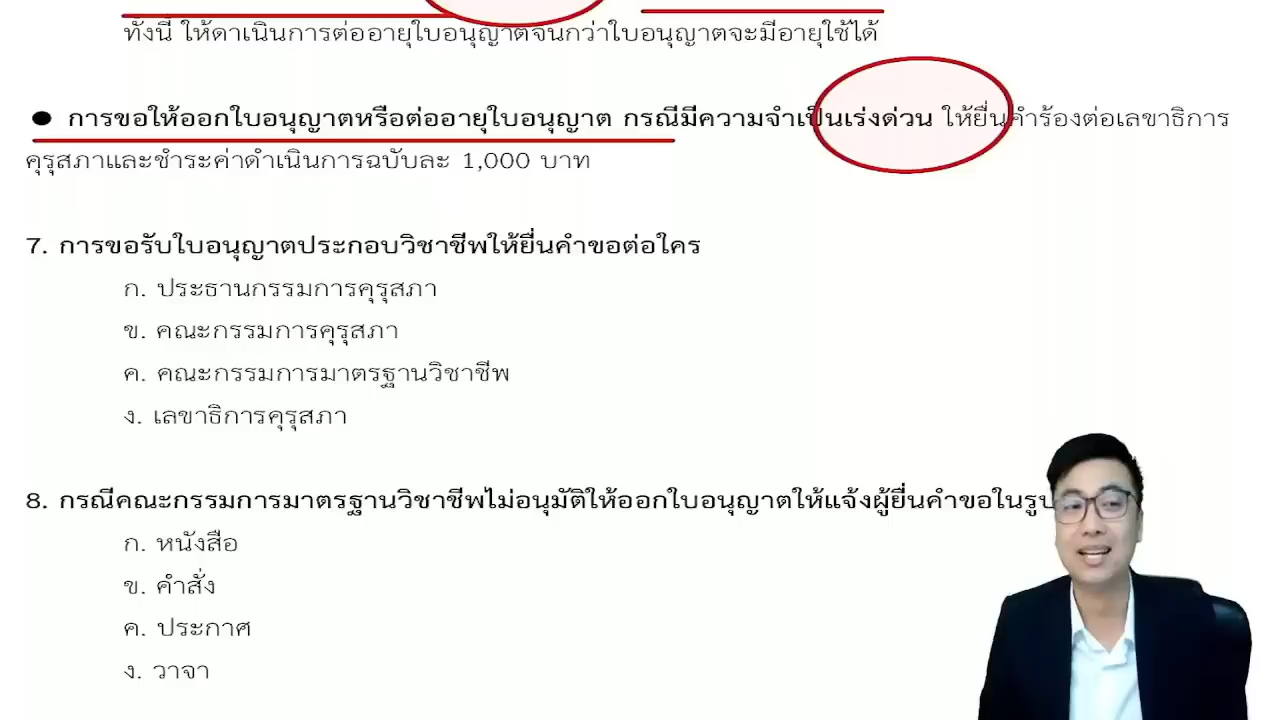 ทั้งนี้ ให้ดำเนินการต่ออายุใบอนุญาตจนกว่าใบอนุญาตจะมีอายุใช้ได้
● การขอให้ออกใบอนุญาตหรือต่ออายุใบอนุญาต กรณีมีความจำเป็นเร่งด่วน ให้ยื่นคำร้องต่อเลขาธิการ
คุรุสภาและชำระค่าดำเนินการฉบับละ 1,000 บาท
7. การขอรับใบอนุญาตประกอบวิชาชีพให้ยื่นคำขอต่อใคร
ก. ประธานกรรมการคุรุสภา
ข. คณะกรรมการคุรุสภา
ค. คณะกรรมการมาตรฐานวิชาชีพ
ง. เลขาธิการคุรุสภา
8. กรณีคณะกรรมการมาตรฐานวิชาชีพไม่อนุมัติให้ออกใบอนุญาตให้แจ้งผู้ยื่นคำขอในรูป
ก. หนังสือ
ข. คำสั่ง
ค. ประกาศ
ง. วาจา